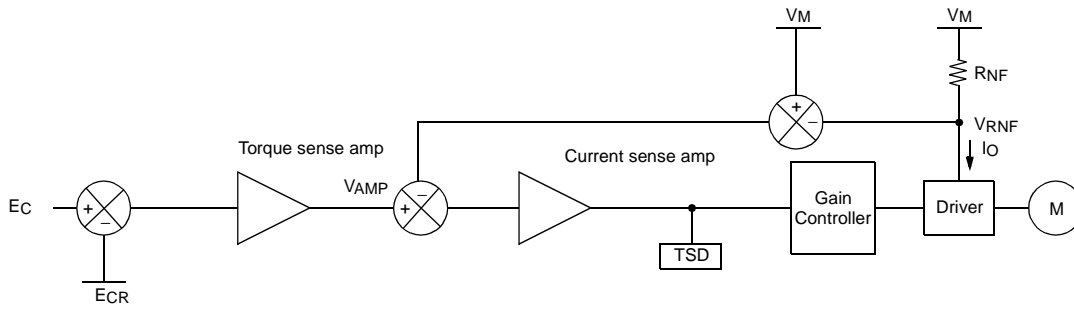 VM
VM
RNF
VRNF
IO
Torque sense amp
Current sense amp
EC
+
−
ECR
VAMP
+
−
+
−
TSD
Gain
Controller
Driver
M